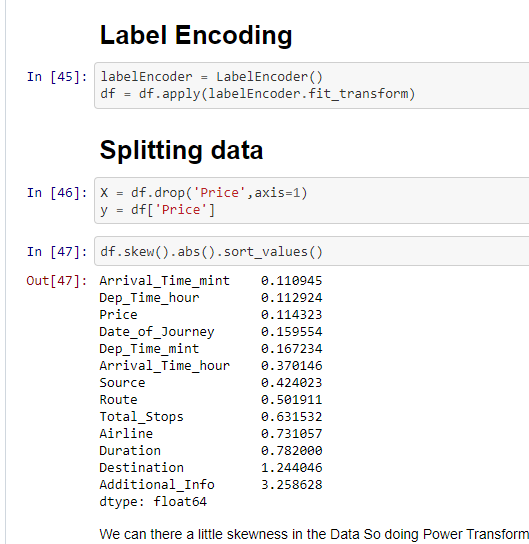 Label Encoding
In [45]: labelEncoder = LabelEncoder()
df = df.apply(labelEncoder.fit_transform)
Splitting data
In [46]: X = df.drop('Price',axis=1)
y = df['Price']
In [47]: df.skew().abs().sort_values()
Out[47]: Arrival_Time_mint 0.110945
Dep_Time_hour 0.112924
Price 0.114323
Date_of_Journey 0.159554
Dep_Time_mint 0.167234
Arrival_Time_hour 0.370146
Source 0.424023
Route 0.501911
Total_Stops 0.631532
Airline 0.731057
Duration 0.782000
Destination 1.244046
Additional_Info 3.258628
dtype: float64
We can there a little skewness in the Data So doing Power Transform